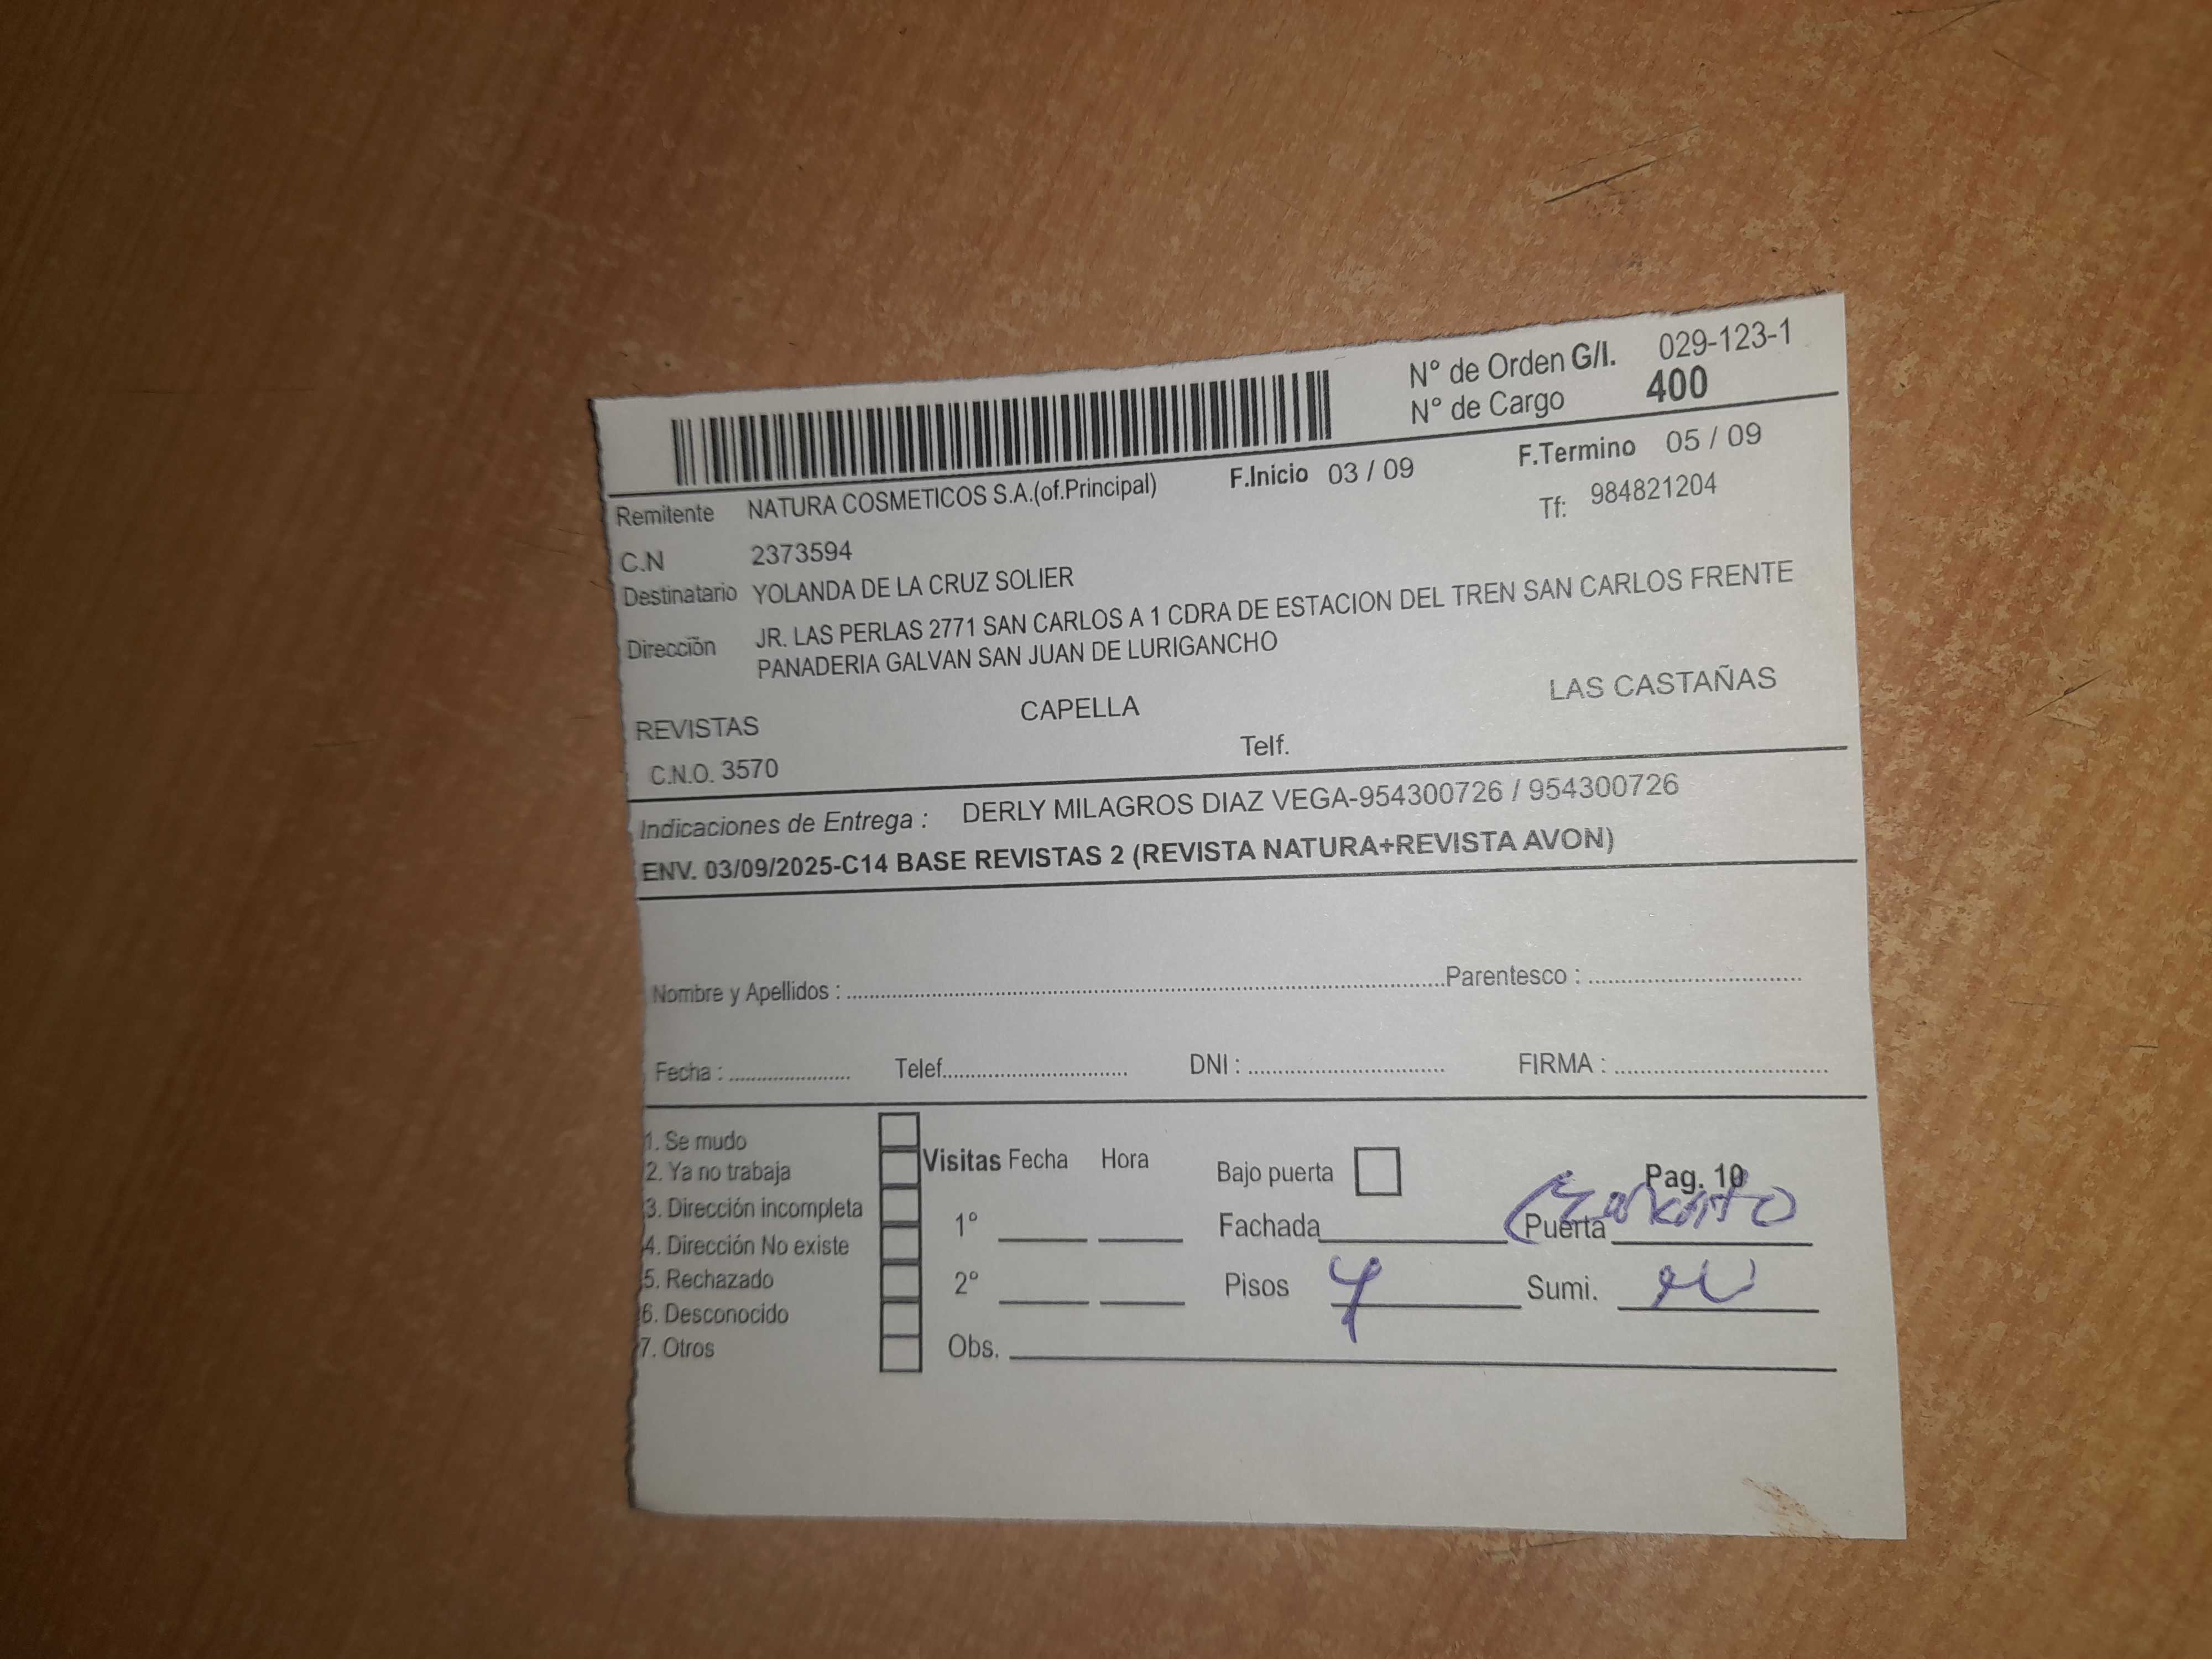 N° de Orden G/I. 029-123-1
N° de Cargo 400
F.Inicio 03 / 09 F.Termino 05 / 09
Remitente NATURA COSMETICOS S.A.(of.Principal) Tf: 984821204
C.N 2373594
Destinatario YOLANDA DE LA CRUZ SOLIER
Dirección JR. LAS PERLAS 2771 SAN CARLOS A 1 CDRA DE ESTACION DEL TREN SAN CARLOS FRENTE
PANADERIA GALVAN SAN JUAN DE LURIGANCHO
REVISTAS CAPELLA LAS CASTAÑAS
C.N.O. 3570 Telf.
Indicaciones de Entrega : DERLY MILAGROS DIAZ VEGA-954300726 / 954300726
ENV. 03/09/2025-C14 BASE REVISTAS 2 (REVISTA NATURA+REVISTA AVON)
Nombre y Apellidos : Parentesco :
Fecha : Telef. DNI : FIRMA :
1. Se mudo
2. Ya no trabaja
3. Dirección incompleta
4. Dirección No existe
5. Rechazado
6. Desconocido
7. Otros
Visitas Fecha Hora
1°
2°
Obs.
Bajo puerta Pag. 10
Fachada Puerta
Pisos 4 Sumi.